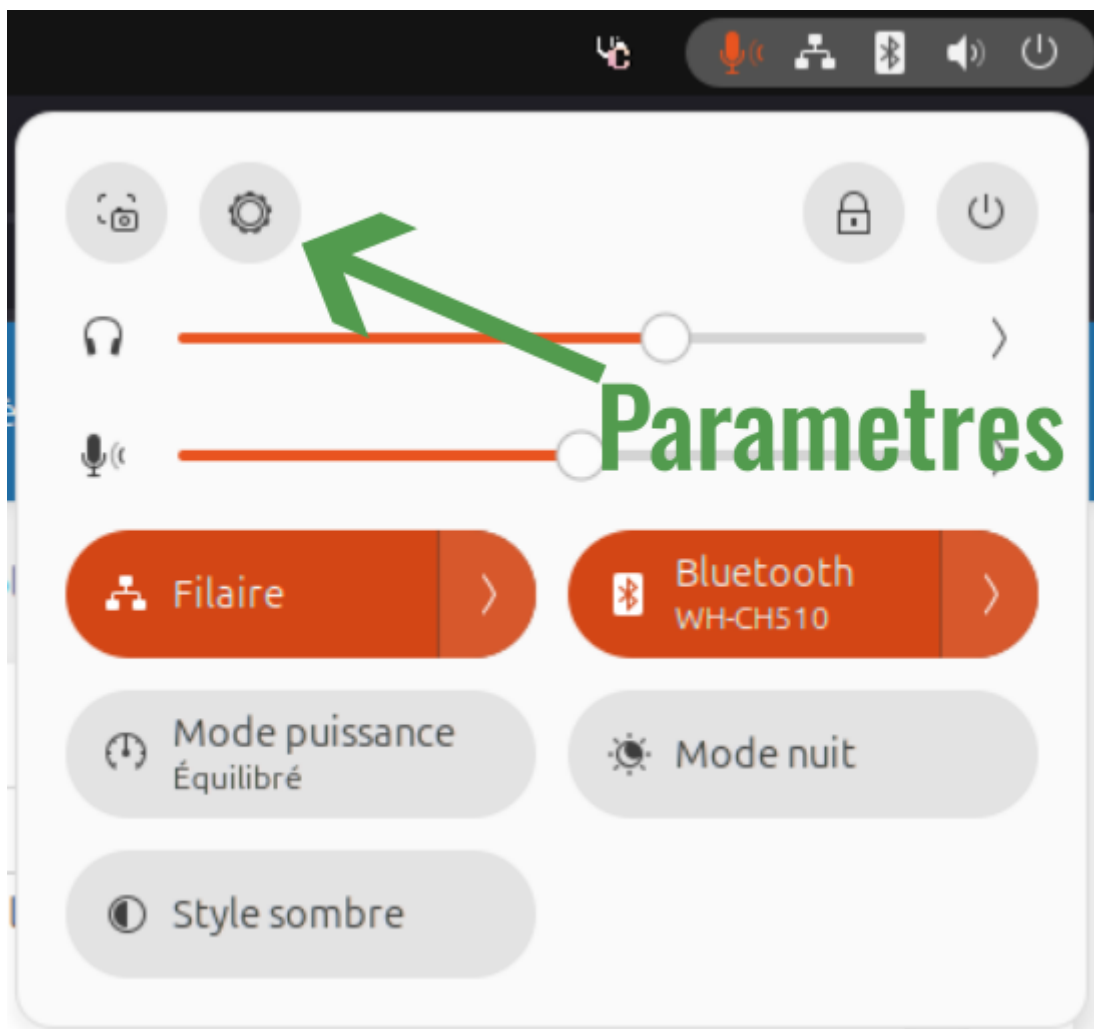 Parametres
Filaire
Bluetooth
WH-CH510
Mode puissance
Équilibré
Mode nuit
Style sombre